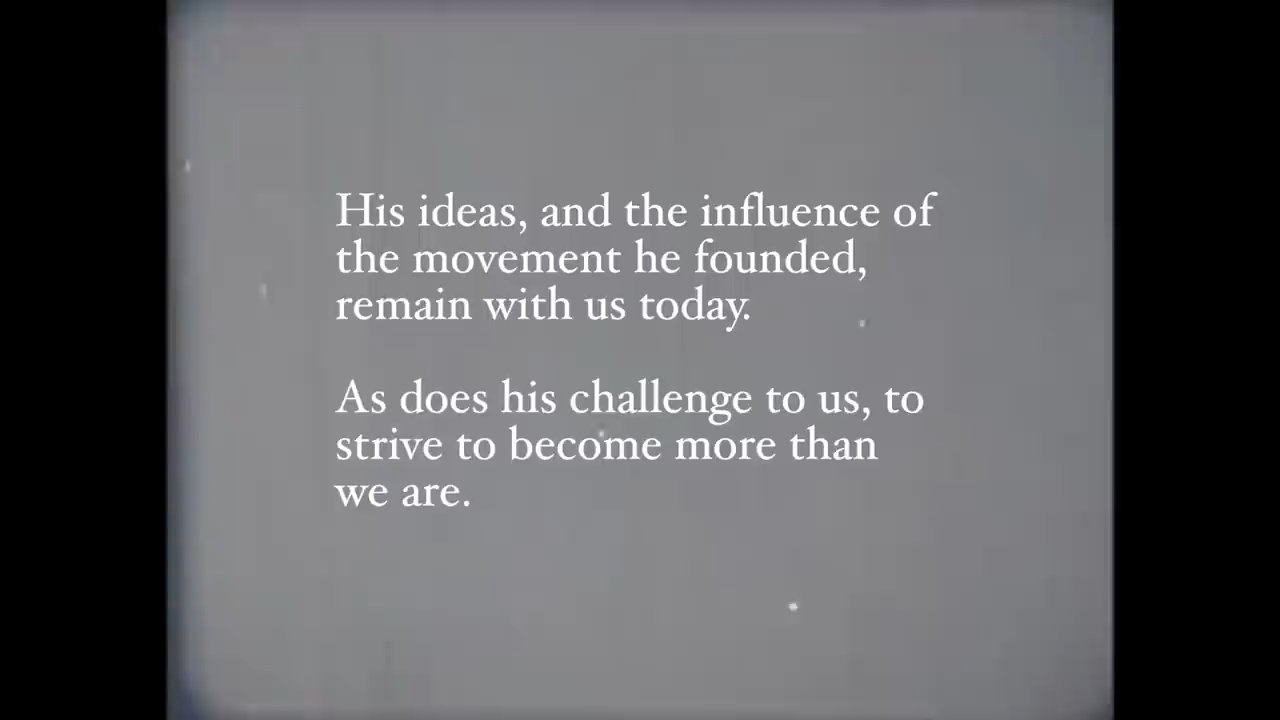 His ideas, and the influence of
the movement he founded,
remain with us today.
As does his challenge to us, to
strive to become more than
we are.